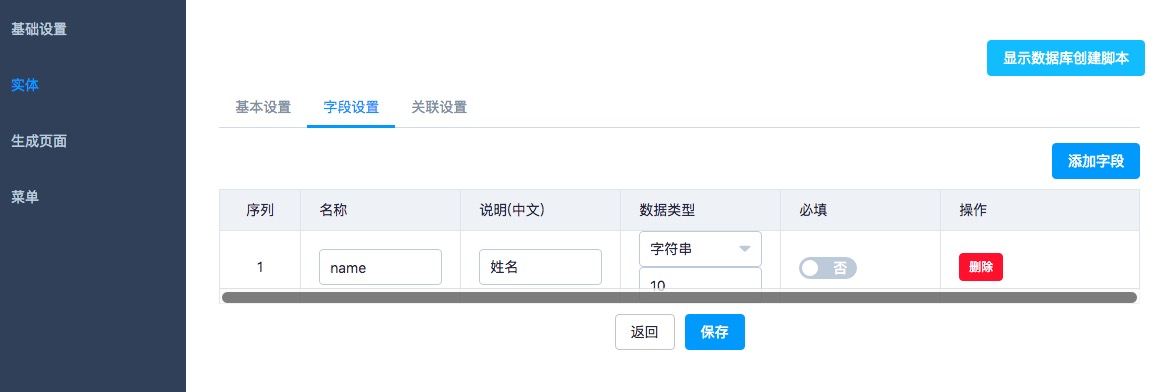 基础设置
实体
生成页面
菜单
显示数据库创建脚本
基本设置 字段设置 关联设置
添加字段
序列 名称 说明(中文) 数据类型 必填 操作
1 name 姓名 字符串 否 删除
10
返回 保存